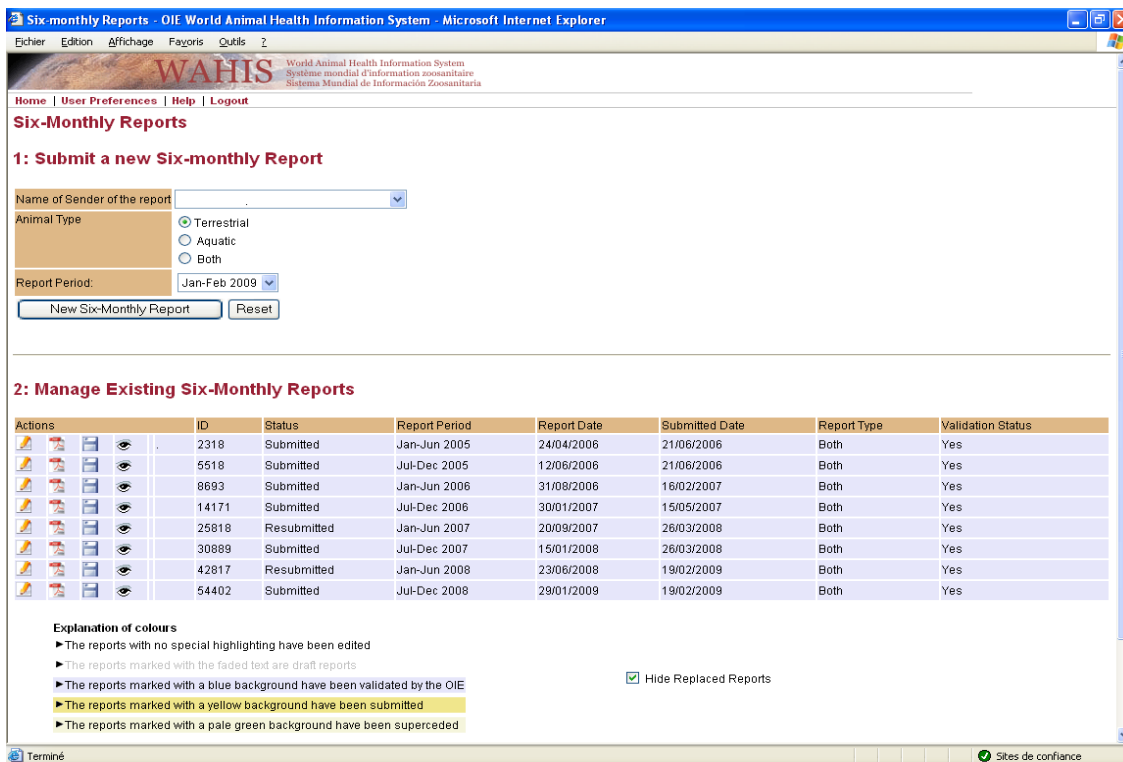 Six-monthly Reports - OIE World Animal Health Information System - Microsoft Internet Explorer
Fichier Edition Affichage Favoris Outils ?
WAHIS
World Animal Health Information System
Système mondial d'information zoosanitaire
Sistema Mundial de Información Zoosanitaria
Home | User Preferences | Help | Logout
Six-Monthly Reports
1: Submit a new Six-monthly Report
Name of Sender of the report
Animal Type
Terrestrial
Aquatic
Both
Report Period: Jan-Feb 2009
New Six-Monthly Report Reset
2: Manage Existing Six-Monthly Reports
Actions ID Status Report Period Report Date Submitted Date Report Type Validation Status
2318 Submitted Jan-Jun 2005 24/04/2006 21/06/2006 Both Yes
5518 Submitted Jul-Dec 2005 12/06/2006 21/06/2006 Both Yes
8693 Submitted Jan-Jun 2006 31/08/2006 16/02/2007 Both Yes
14171 Submitted Jul-Dec 2006 30/01/2007 15/05/2007 Both Yes
25818 Resubmitted Jan-Jun 2007 20/09/2007 26/03/2008 Both Yes
30889 Submitted Jul-Dec 2007 15/01/2008 26/03/2008 Both Yes
42817 Resubmitted Jan-Jun 2008 23/06/2008 19/02/2009 Both Yes
54402 Submitted Jul-Dec 2008 29/01/2009 19/02/2009 Both Yes
Explanation of colours
►The reports with no special highlighting have been edited
►The reports marked with the faded text are draft reports
►The reports marked with a blue background have been validated by the OIE
►The reports marked with a yellow background have been submitted
►The reports marked with a pale green background have been superceded
Hide Replaced Reports
Terminé
Sites de confiance